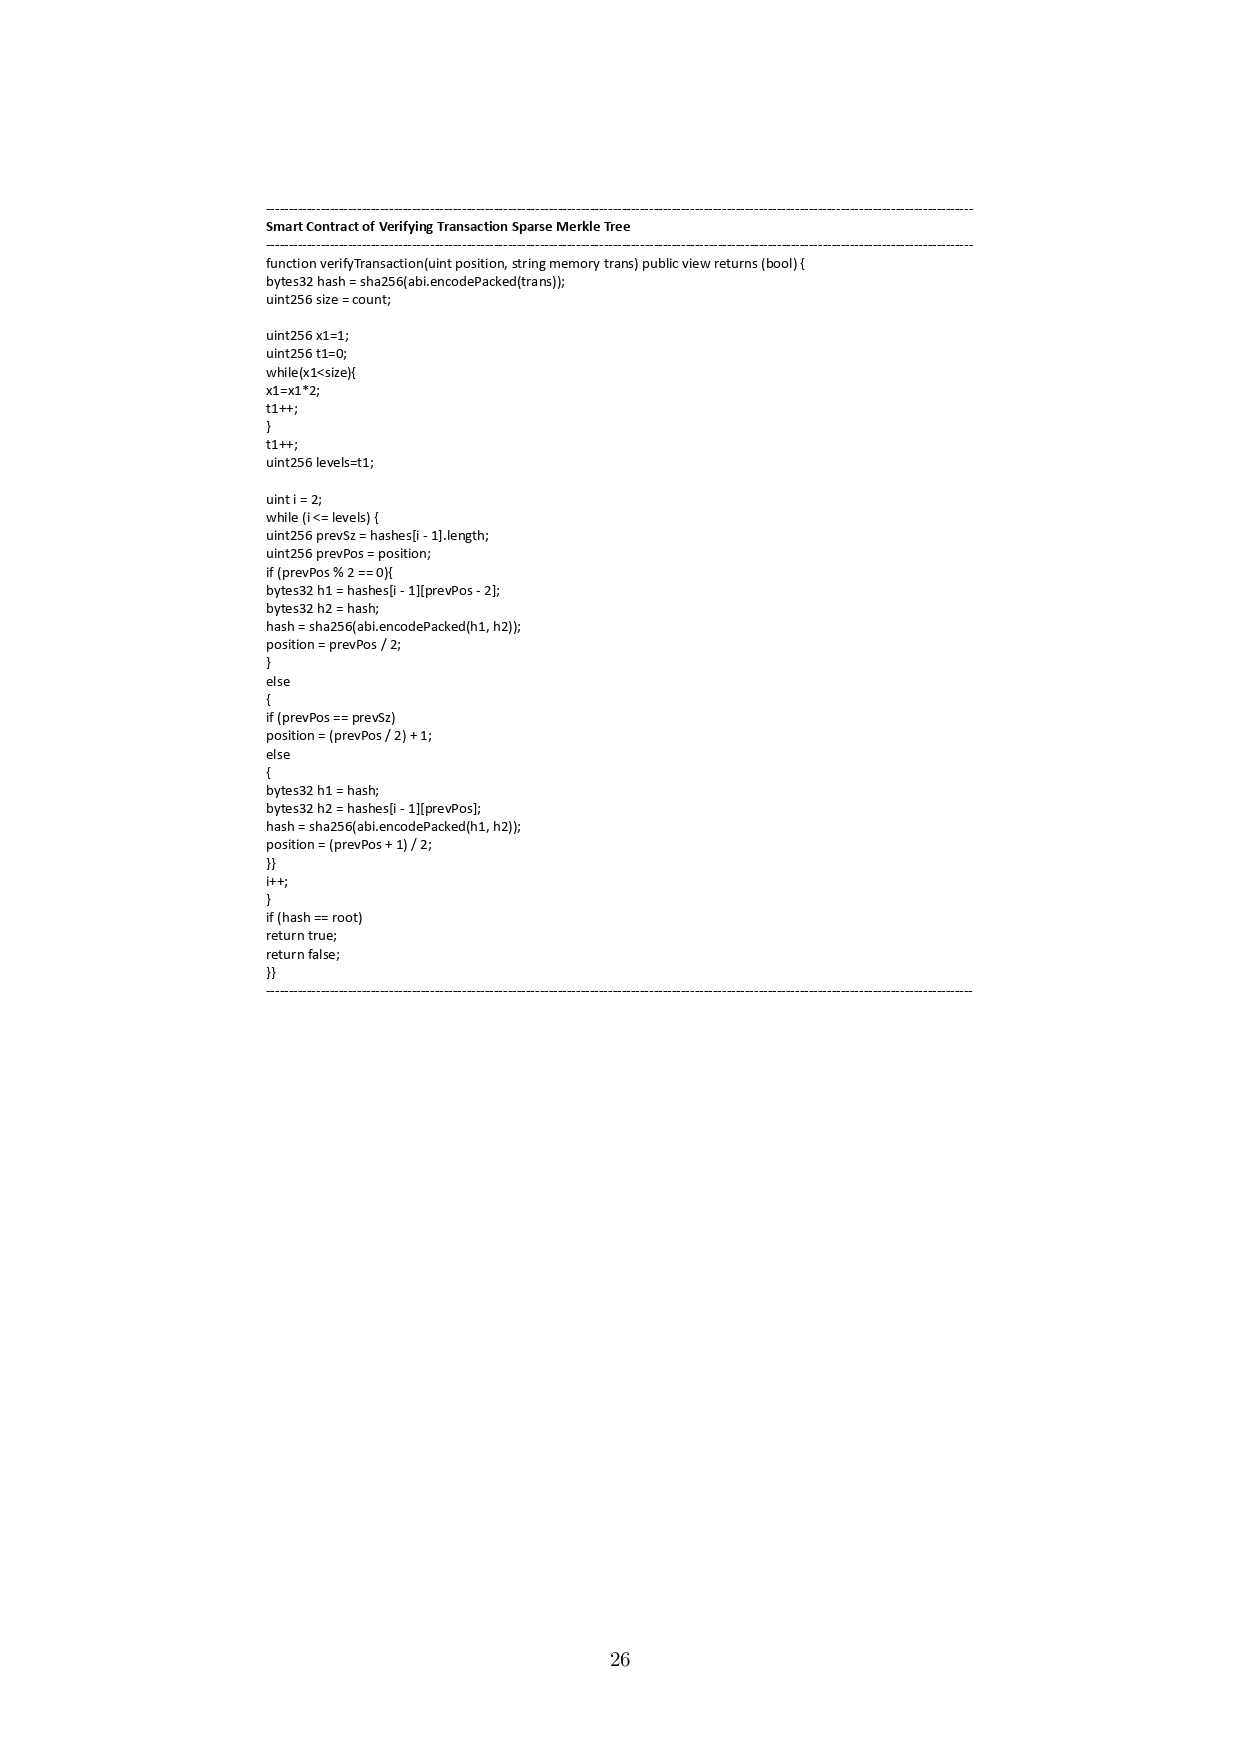 Smart Contract of Verifying Transaction Sparse Merkle Tree
function verifyTransaction(uint position, string memory trans) public view returns (bool) {
bytes32 hash = sha256(abi.encodePacked(trans));
uint256 size = count;
uint256 x1=1;
uint256 t1=0;
while(x1<size){
x1=x1*2;
t1++;
}
t1++;
uint256 levels=t1;
uint i = 2;
while (i <= levels) {
uint256 prevSz = hashes[i - 1].length;
uint256 prevPos = position;
if (prevPos % 2 == 0){
bytes32 h1 = hashes[i - 1][prevPos - 2];
bytes32 h2 = hash;
hash = sha256(abi.encodePacked(h1, h2));
position = prevPos / 2;
}
else
{
if (prevPos == prevSz)
position = (prevPos / 2) + 1;
else
{
bytes32 h1 = hash;
bytes32 h2 = hashes[i - 1][prevPos];
hash = sha256(abi.encodePacked(h1, h2));
position = (prevPos + 1) / 2;
}}
i++;
}
if (hash == root)
return true;
return false;
}}
26